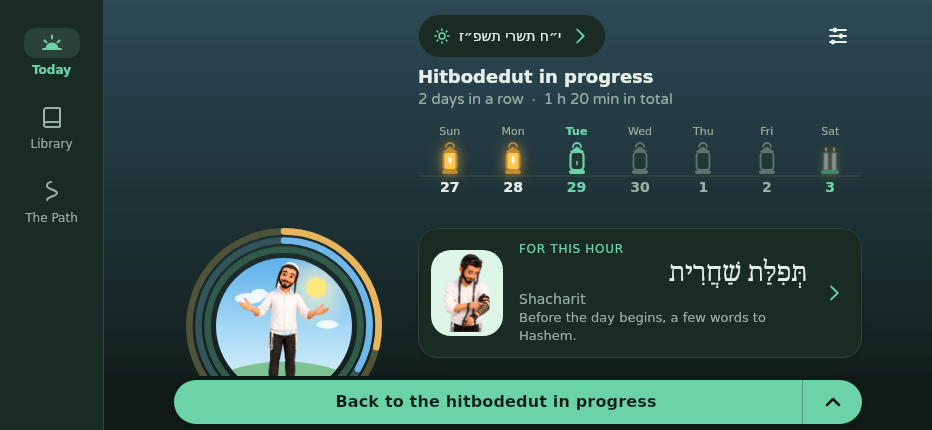 Today
Library
The Path
י״ח תשרי תשפ״ז
Hitbodedut in progress
2 days in a row · 1 h 20 min in total
Sun Mon Tue Wed Thu Fri Sat
27 28 29 30 1 2 3
FOR THIS HOUR
תְּפִלַּת שַׁחֲרִית
Shacharit
Before the day begins, a few words to
Hashem.
Back to the hitbodedut in progress